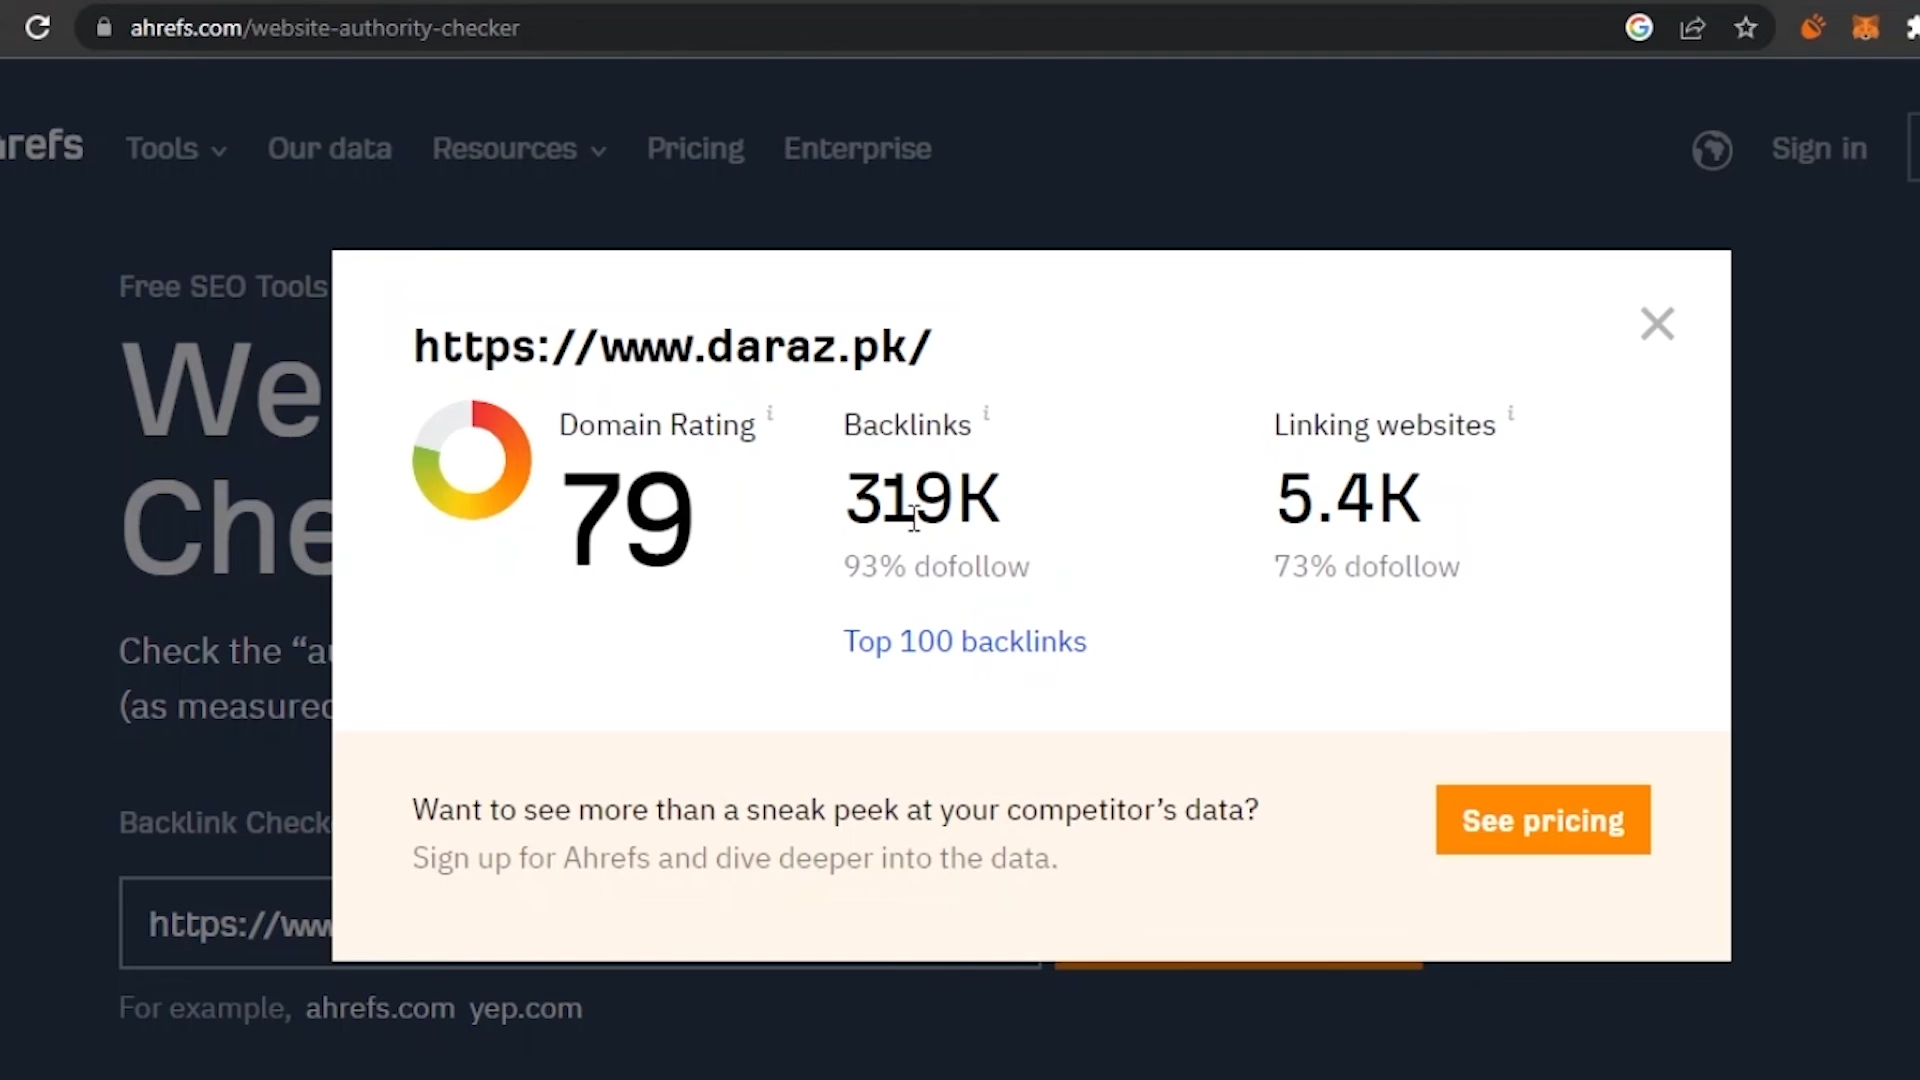 ahrefs.com/website-authority-checker
hrefs Tools Our data Resources Pricing Enterprise Sign in
Free SEO Tools
We
Che
Check the “au
(as measured
Backlink Check
https://ww
For example, ahrefs.com yep.com
https://www.daraz.pk/
Domain Rating i Backlinks i Linking websites i
79 319K 5.4K
93% dofollow 73% dofollow
Top 100 backlinks
Want to see more than a sneak peek at your competitor’s data?
Sign up for Ahrefs and dive deeper into the data.
See pricing